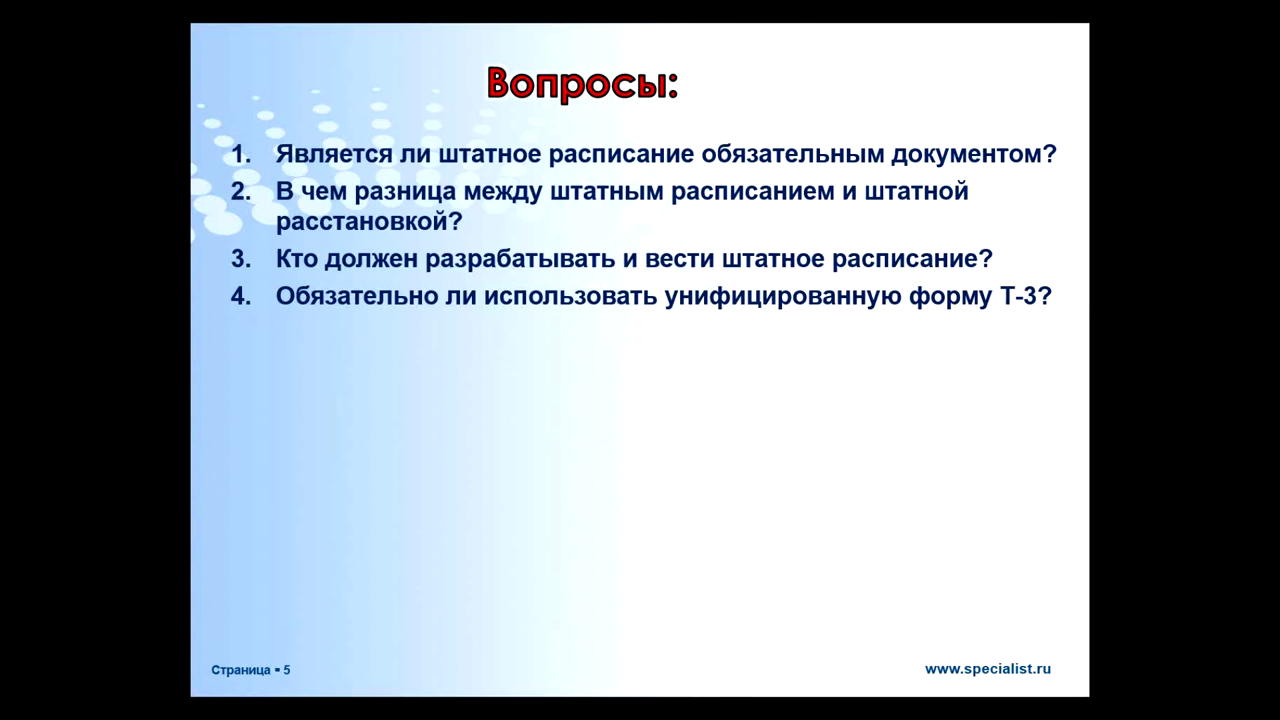 Вопросы:
1. Является ли штатное расписание обязательным документом?
2. В чем разница между штатным расписанием и штатной
расстановкой?
3. Кто должен разрабатывать и вести штатное расписание?
4. Обязательно ли использовать унифицированную форму Т-3?
Страница ▪ 5
www.specialist.ru